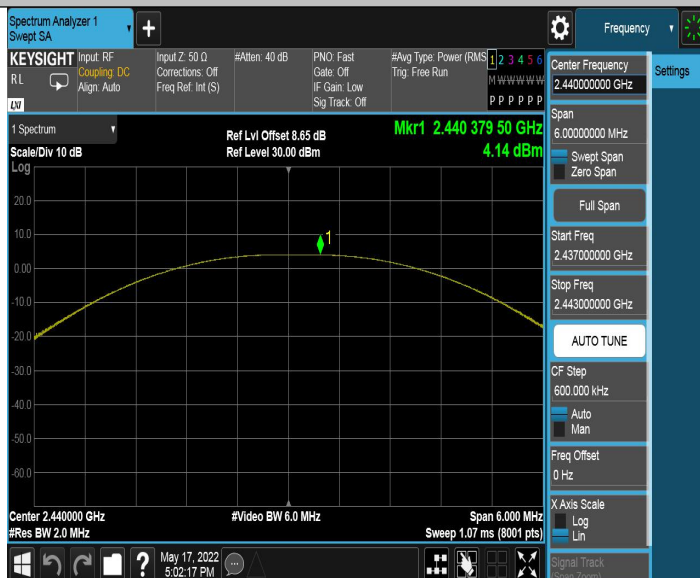 Spectrum Analyzer 1
Swept SA
+
Frequency
KEYSIGHT
RL
LXI
Input: RF
Coupling: DC
Align: Auto
Input Z: 50 Ω
Corrections: Off
Freq Ref: Int (S)
#Atten: 40 dB
PNO: Fast
Gate: Off
IF Gain: Low
Sig Track: Off
#Avg Type: Power (RMS
Trig: Free Run
1 2 3 4 5 6
M W W W W W
P P P P P P
Center Frequency
2.440000000 GHz
Settings
Span
6.00000000 MHz
Swept Span
Zero Span
Full Span
Start Freq
2.437000000 GHz
Stop Freq
2.443000000 GHz
AUTO TUNE
CF Step
600.000 kHz
Auto
Man
Freq Offset
0 Hz
X Axis Scale
Log
Lin
Signal Track
(Span Zoom)
1 Spectrum
Scale/Div 10 dB
Log
Ref Lvl Offset 8.65 dB
Ref Level 30.00 dBm
Mkr1 2.440 379 50 GHz
4.14 dBm
20.0
10.0
1
0.00
-10.0
-20.0
-30.0
-40.0
-50.0
-60.0
Center 2.440000 GHz
#Res BW 2.0 MHz
#Video BW 6.0 MHz
Span 6.000 MHz
Sweep 1.07 ms (8001 pts)
?
May 17, 2022
5:02:17 PM